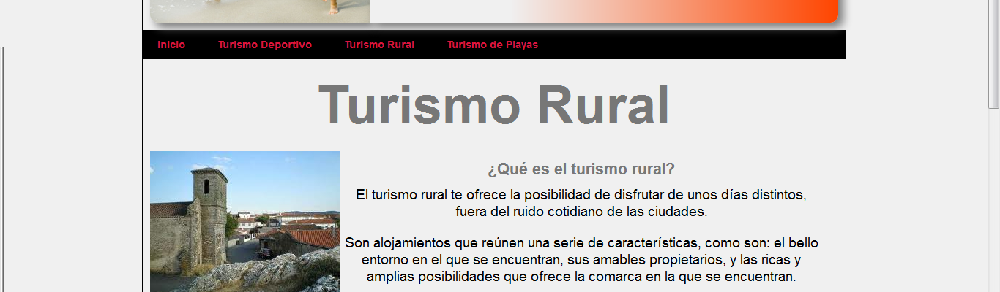 Inicio Turismo Deportivo Turismo Rural Turismo de Playas
Turismo Rural
¿Qué es el turismo rural?
El turismo rural te ofrece la posibilidad de disfrutar de unos días distintos,
fuera del ruido cotidiano de las ciudades.
Son alojamientos que reúnen una serie de características, como son: el bello
entorno en el que se encuentran, sus amables propietarios, y las ricas y
amplias posibilidades que ofrece la comarca en la que se encuentran.